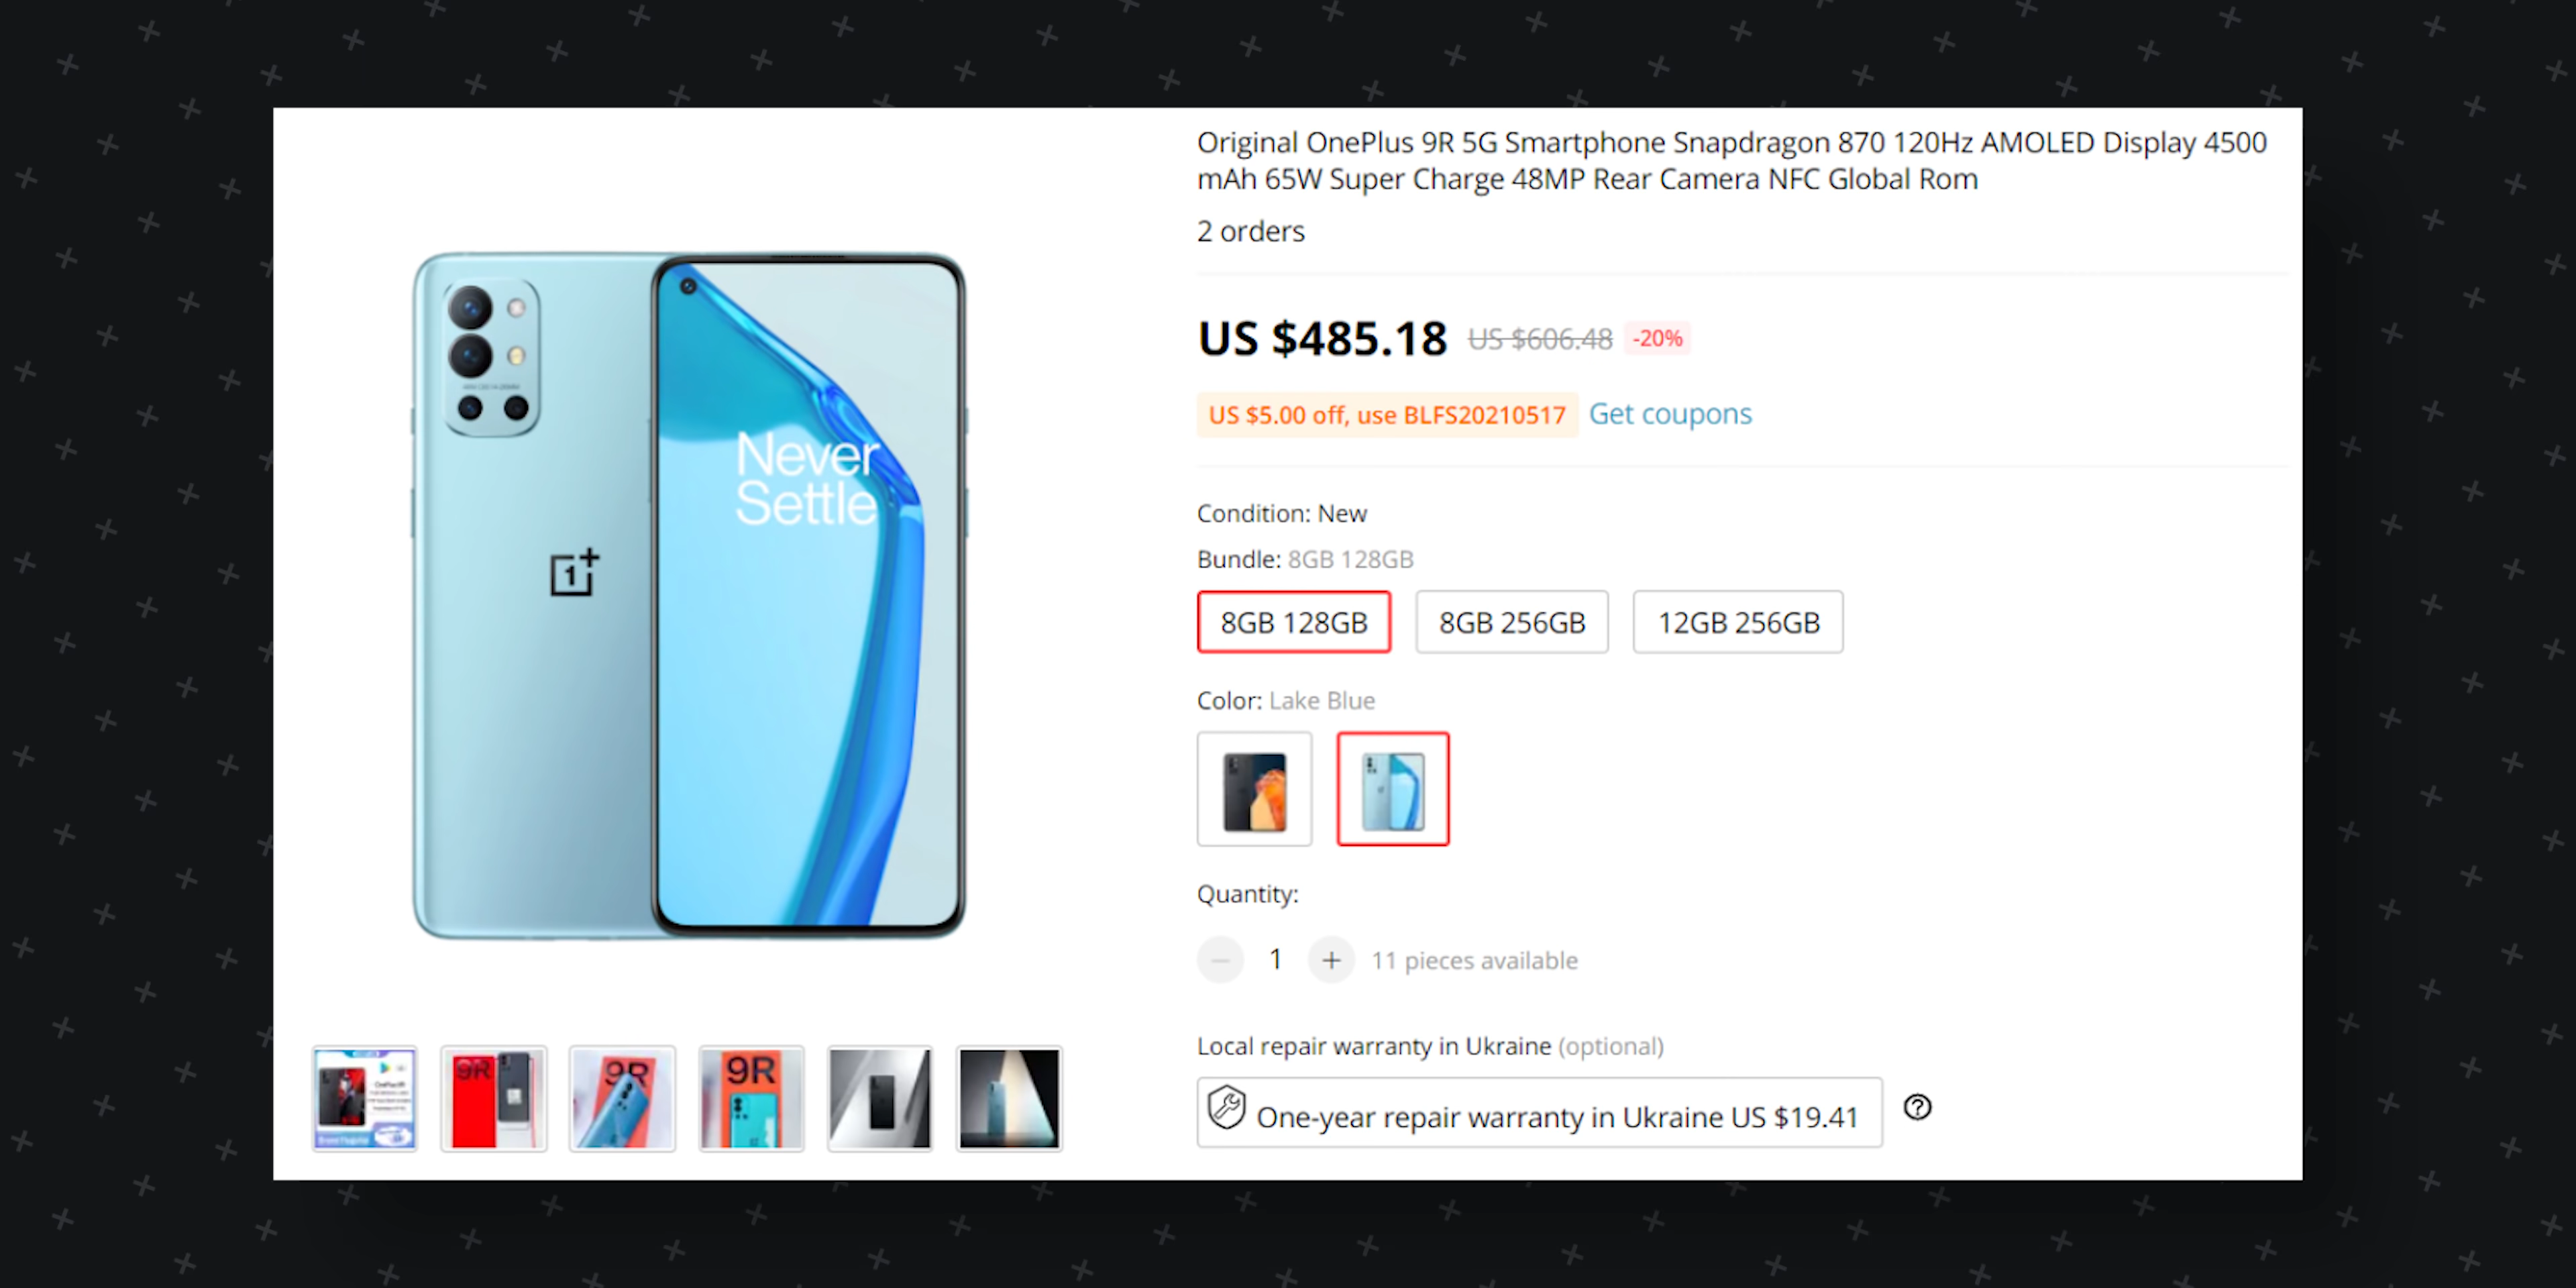 Original OnePlus 9R 5G Smartphone Snapdragon 870 120Hz AMOLED Display 4500
mAh 65W Super Charge 48MP Rear Camera NFC Global Rom
2 orders
US $485.18 US $606.48 -20%
US $5.00 off, use BLFS20210517 Get coupons
Never
Settle
Condition: New
Bundle: 8GB 128GB
8GB 128GB 8GB 256GB 12GB 256GB
Color: Lake Blue
Quantity:
1 11 pieces available
Local repair warranty in Ukraine (optional)
One-year repair warranty in Ukraine US $19.41
9R
9R
9R